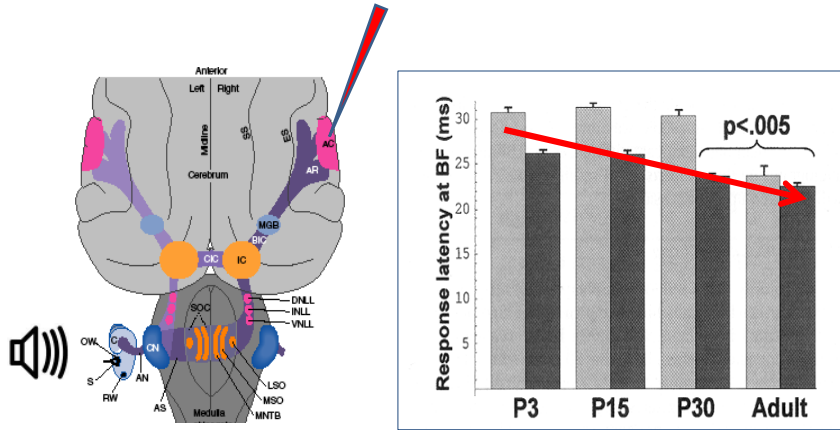 Anterior
Left
Right
Midline
SS
ES
AC
AR
Cerebrum
MGB
BIC
CIC
IC
DNLL
INLL
VNLL
SOC
OW
CN
S
AN
RW
AS
LSO
MSO
MNTB
Medulla
Response latency at BF (ms)
30
25
20
15
10
5
p<.005
P3
P15
P30
Adult